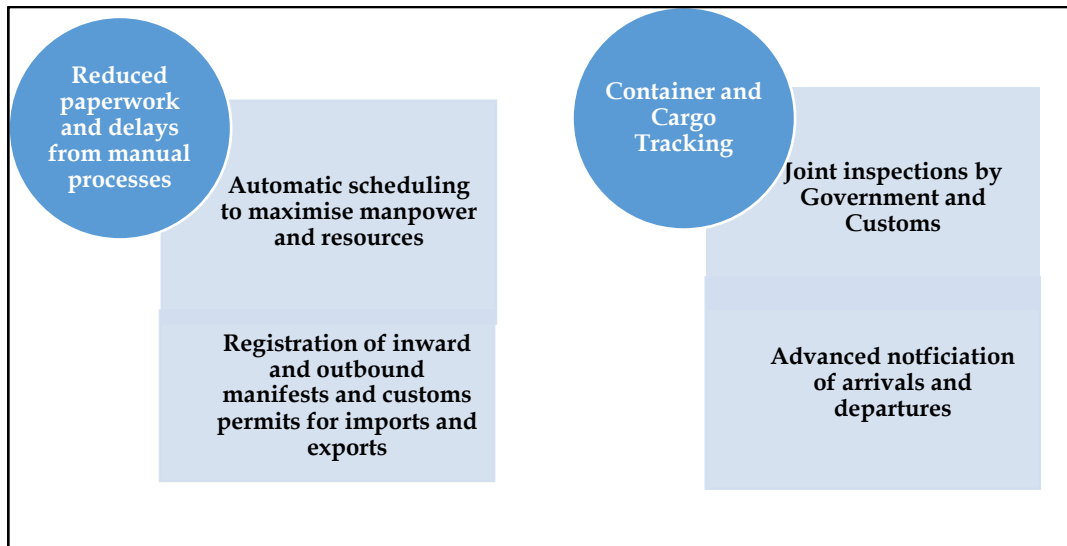 Reduced
paperwork
and delays
from manual
processes
Automatic scheduling
to maximise manpower
and resources
Registration of inward
and outbound
manifests and customs
permits for imports and
exports
Container and
Cargo
Tracking
Joint inspections by
Government and
Customs
Advanced notficiation
of arrivals and
departures